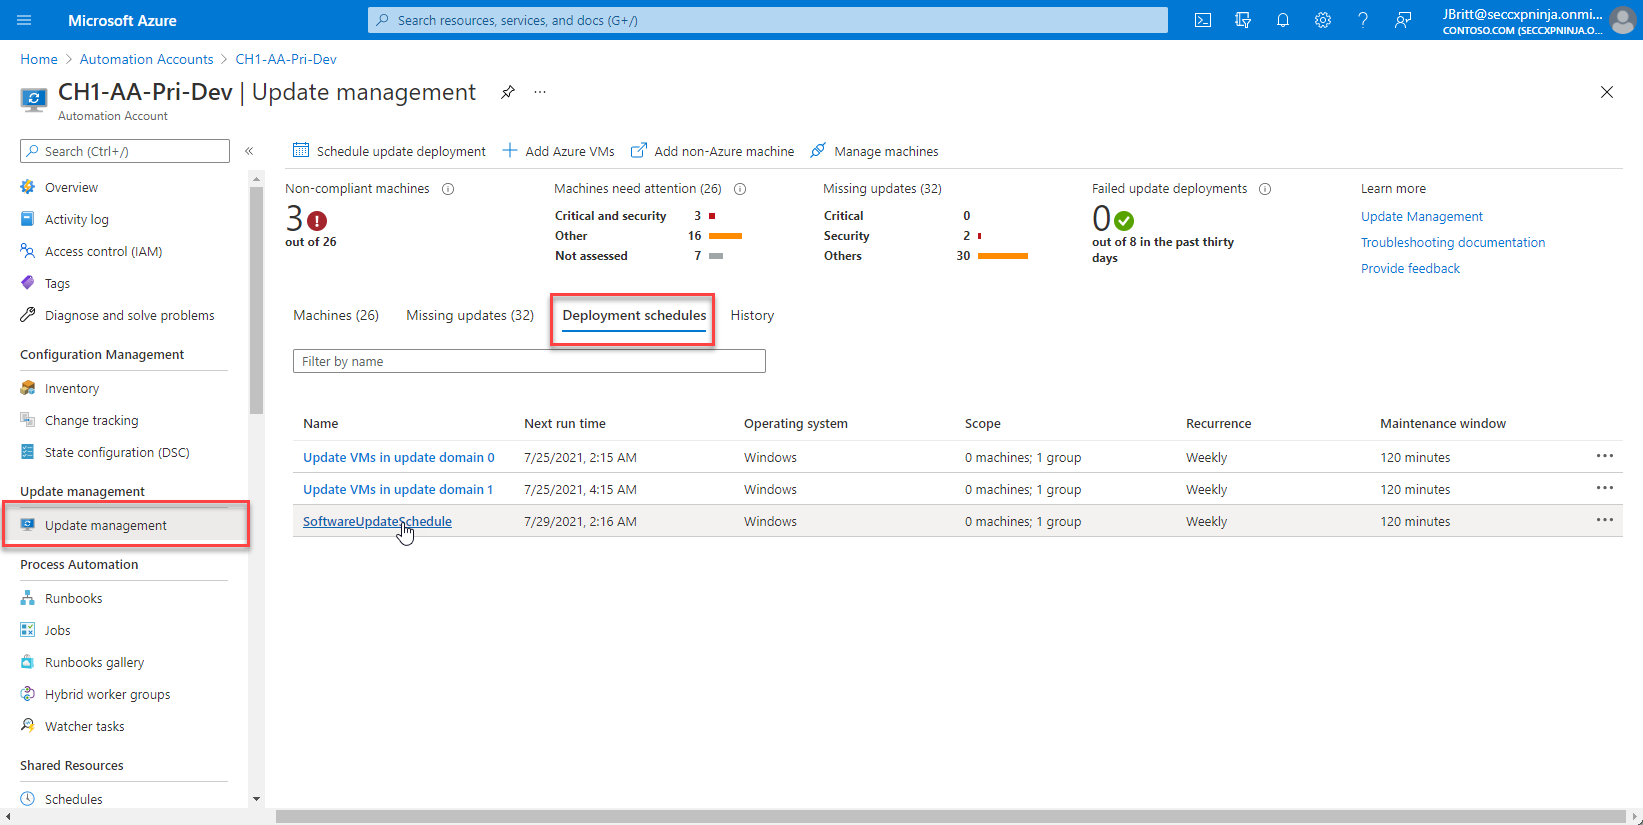 Microsoft Azure
Search resources, services, and docs (G+/)
JBritt@seccxpninja.onmi...
CONTOSO.COM (SECCXPNINJA.O...
Home > Automation Accounts > CH1-AA-Pri-Dev
CH1-AA-Pri-Dev | Update management
Automation Account
Search (Ctrl+/)
Overview
Activity log
Access control (IAM)
Tags
Diagnose and solve problems
Configuration Management
Inventory
Change tracking
State configuration (DSC)
Update management
Update management
Process Automation
Runbooks
Jobs
Runbooks gallery
Hybrid worker groups
Watcher tasks
Shared Resources
Schedules
Schedule update deployment Add Azure VMs Add non-Azure machine Manage machines
Non-compliant machines
3
out of 26
Machines need attention (26)
Critical and security 3
Other 16
Not assessed 7
Missing updates (32)
Critical 0
Security 2
Others 30
Failed update deployments
0
out of 8 in the past thirty
days
Learn more
Update Management
Troubleshooting documentation
Provide feedback
Machines (26) Missing updates (32) Deployment schedules History
Filter by name
Name Next run time Operating system Scope Recurrence Maintenance window
Update VMs in update domain 0 7/25/2021, 2:15 AM Windows 0 machines; 1 group Weekly 120 minutes
Update VMs in update domain 1 7/25/2021, 4:15 AM Windows 0 machines; 1 group Weekly 120 minutes
SoftwareUpdateSchedule 7/29/2021, 2:16 AM Windows 0 machines; 1 group Weekly 120 minutes